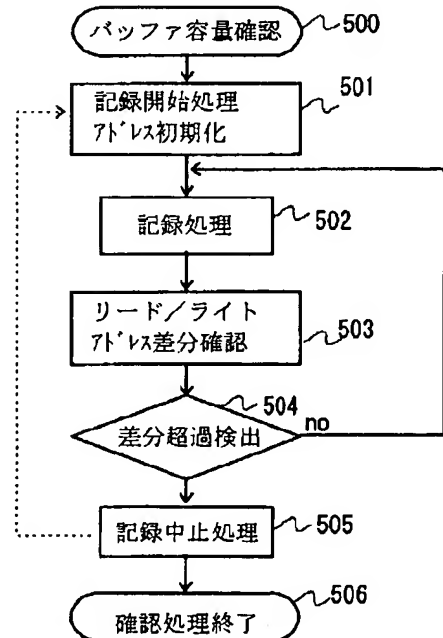 バッファ容量確認
500
記録開始処理
アドレス初期化
501
記録処理
502
リード/ライト
アドレス差分確認
503
504
差分超過検出
no
記録中止処理
505
確認処理終了
506